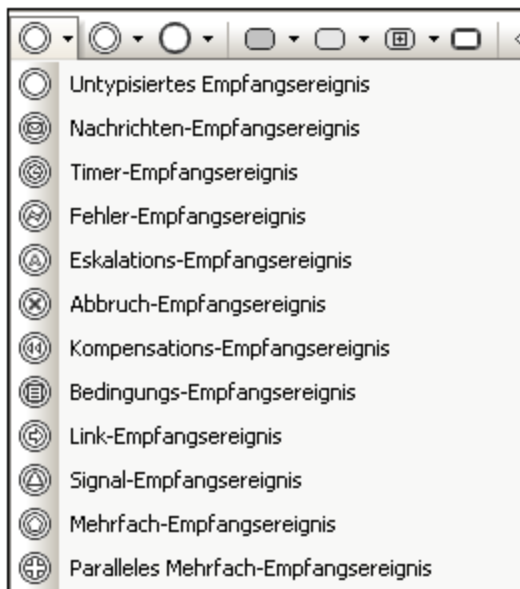 Untypisiertes Empfangsereignis
Nachrichten-Empfangsereignis
Timer-Empfangsereignis
Fehler-Empfangsereignis
Eskalations-Empfangsereignis
Abbruch-Empfangsereignis
Kompensations-Empfangsereignis
Bedingungs-Empfangsereignis
Link-Empfangsereignis
Signal-Empfangsereignis
Mehrfach-Empfangsereignis
Paralleles Mehrfach-Empfangsereignis